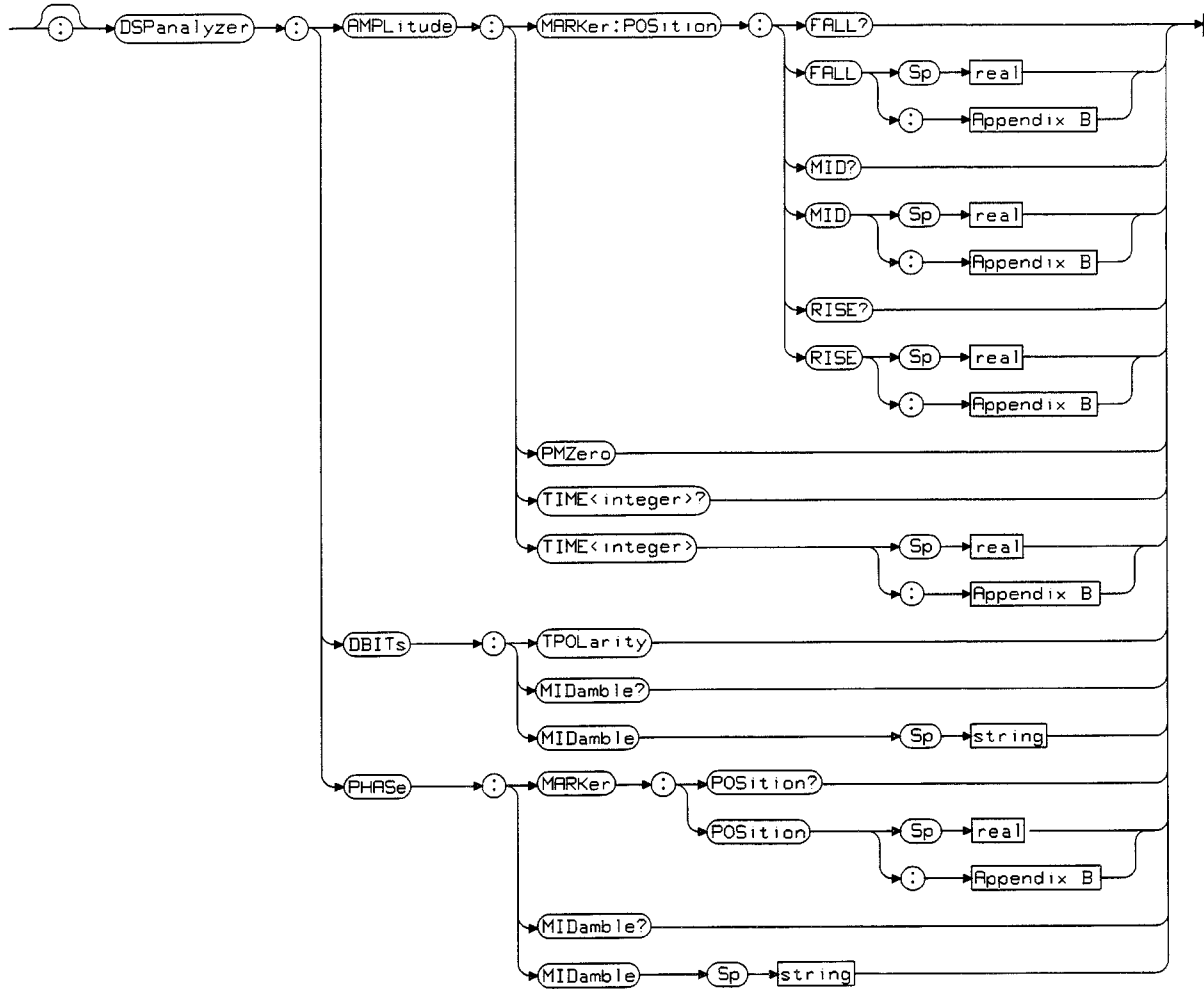 : DSPanalyzer : AMPLitude : MARKer:POSition : FALL?
FALL Sp real
: Appendix B
MID?
MID Sp real
: Appendix B
RISE?
RISE Sp real
: Appendix B
PMZero
TIME<integer>?
TIME<integer> Sp real
: Appendix B
DBITs : TPOLarity
MIDamble?
MIDamble Sp string
PHASe : MARKer : POSition?
POSition Sp real
: Appendix B
MIDamble?
MIDamble Sp string